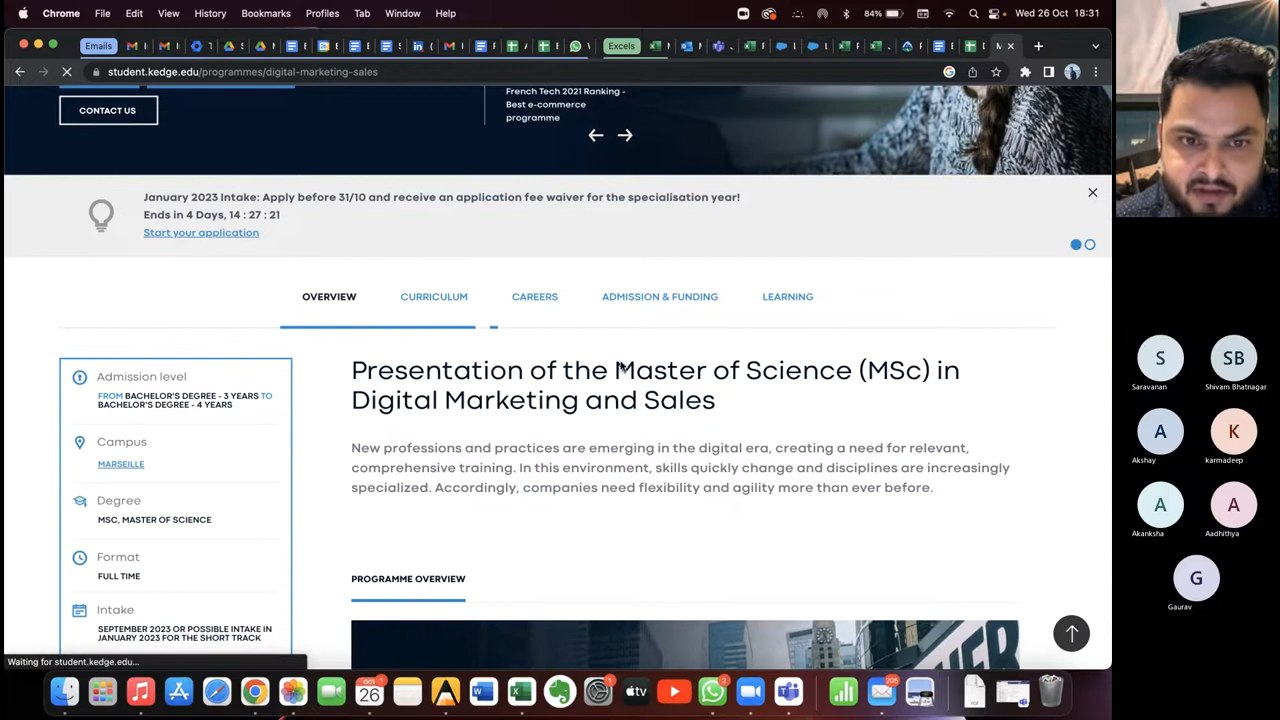 Chrome File Edit View History Bookmarks Profiles Tab Window Help
84% Wed 26 Oct 18:31
Emails
Excels
student.kedge.edu/programmes/digital-marketing-sales
CONTACT US
French Tech 2021 Ranking -
Best e-commerce
programme
January 2023 Intake: Apply before 31/10 and receive an application fee waiver for the specialisation year!
Ends in 4 Days, 14 : 27 : 21
Start your application
OVERVIEW CURRICULUM CAREERS ADMISSION & FUNDING LEARNING
Admission level
FROM BACHELOR'S DEGREE - 3 YEARS TO
BACHELOR'S DEGREE - 4 YEARS
Campus
MARSEILLE
Degree
MSC, MASTER OF SCIENCE
Format
FULL TIME
Intake
SEPTEMBER 2023 OR POSSIBLE INTAKE IN
JANUARY 2023 FOR THE SHORT TRACK
Presentation of the Master of Science (MSc) in
Digital Marketing and Sales
New professions and practices are emerging in the digital era, creating a need for relevant,
comprehensive training. In this environment, skills quickly change and disciplines are increasingly
specialized. Accordingly, companies need flexibility and agility more than ever before.
PROGRAMME OVERVIEW
Waiting for student.kedge.edu...
S SB
Saravanan Shivam Bhatnagar
A K
Akshay karmadeep
A A
Akanksha Aadhithya
G
Gaurav
OCT
26
tv